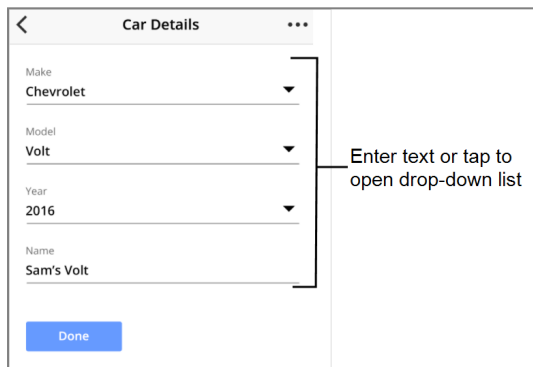 Car Details
Make
Chevrolet
Model
Volt
Year
2016
Name
Sam's Volt
Done
Enter text or tap to
open drop-down list